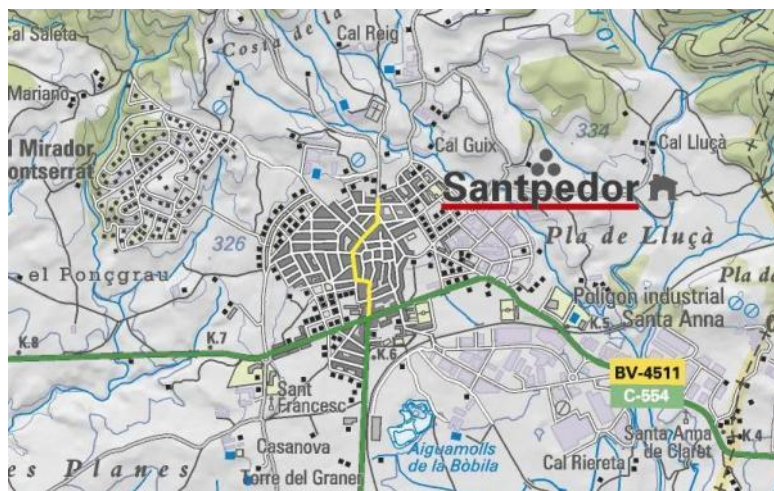 Cal Saleta
Costa de la
Cal Reig
Mariano
334
Cal Guix
Cal Lluçà
l Mirador
ontserrat
Santpedor
326
Pla de Lluçà
el Ponçgrau
Pla d
Polígon industrial
Santa Anna
K.5
K.8
K.7
K.6
BV-4511
C-554
Sant
Francesc
Santa Anna
de Claret
K.4
Aiguamolls
de la Bòbila
Casanova
Cal Riereta
es Planes
Torre del Graner